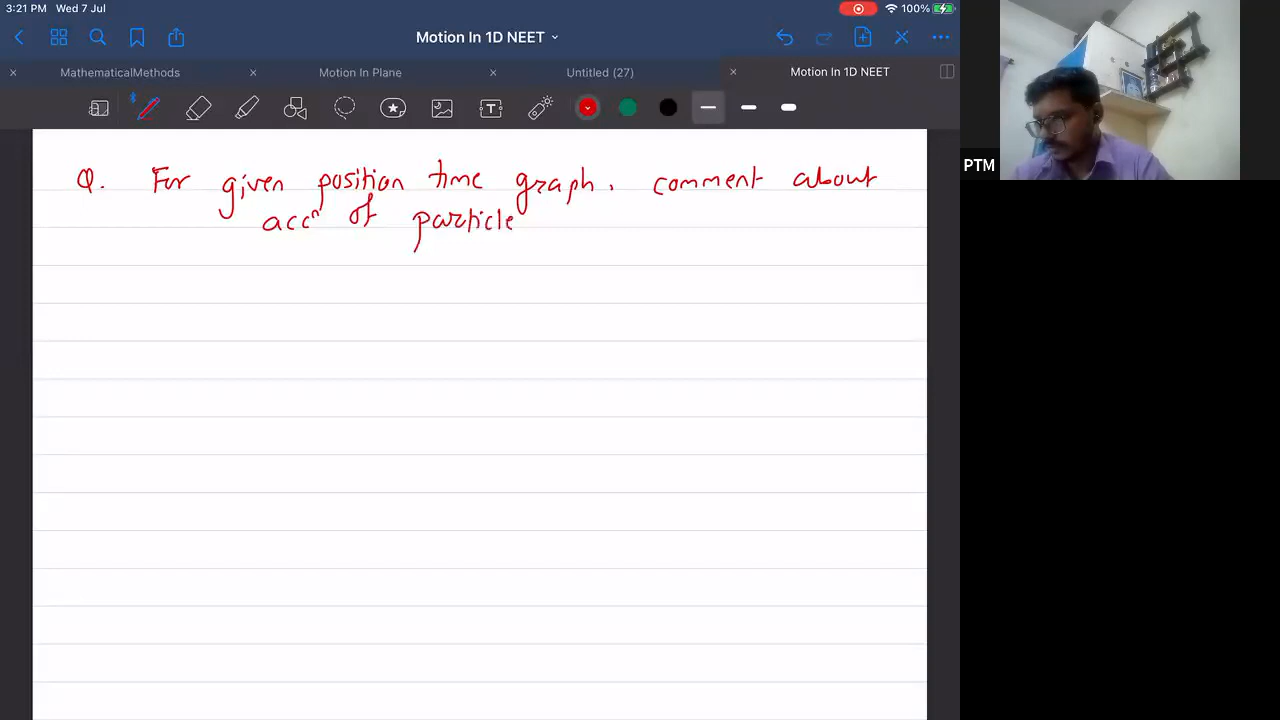 3:21 PM Wed 7 Jul
100%
Motion In 1D NEET
MathematicalMethods
Motion In Plane
Untitled (27)
Motion In 1D NEET
PTM
Q. For given position time graph. comment about
accⁿ of particle